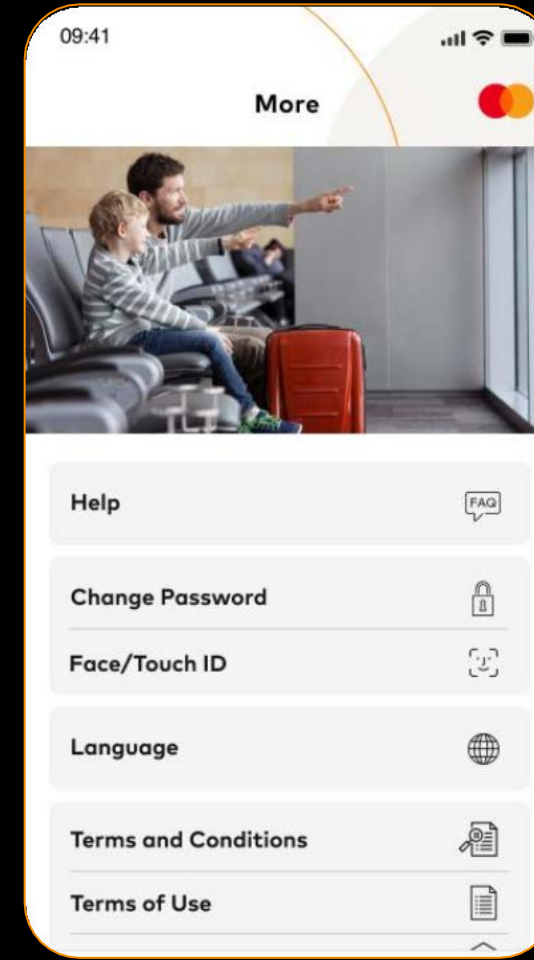 09:41
More
Help
FAQ
Change Password
Face/Touch ID
Language
Terms and Conditions
Terms of Use